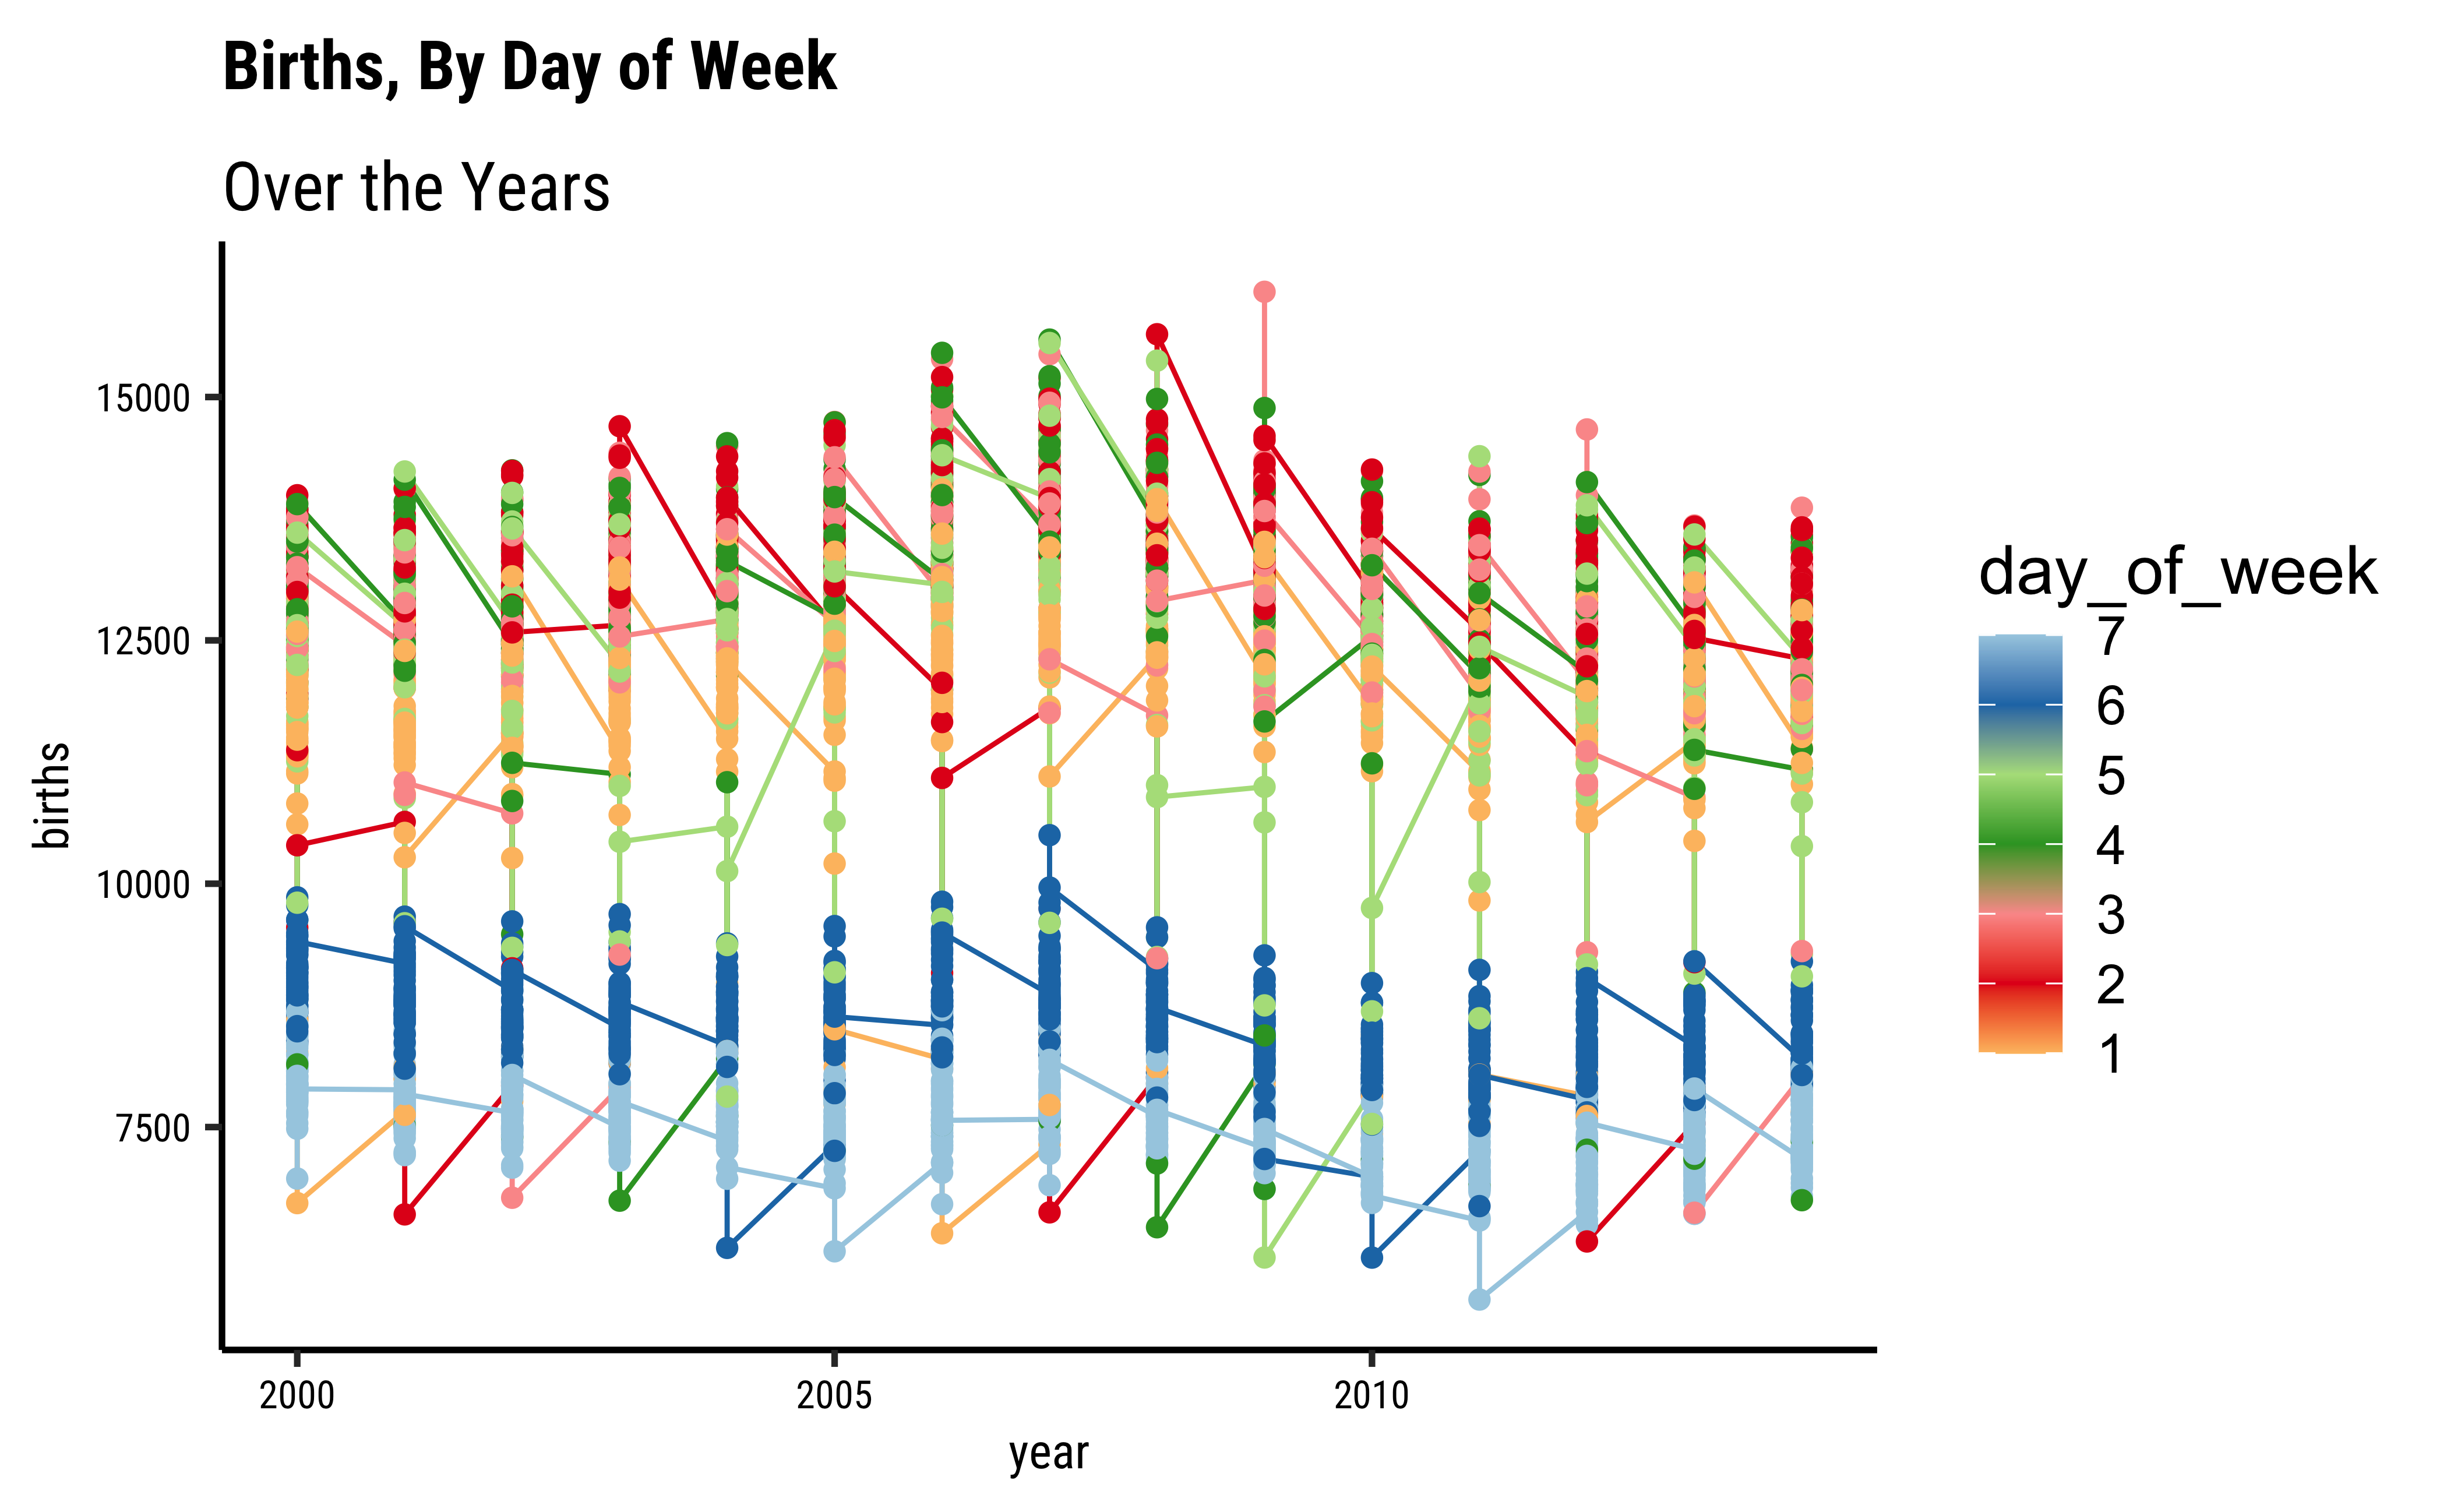 Births, By Day of Week
Over the Years
births
15000
12500
10000
7500
2000
2005
2010
year
day_of_week
7
6
5
4
3
2
1